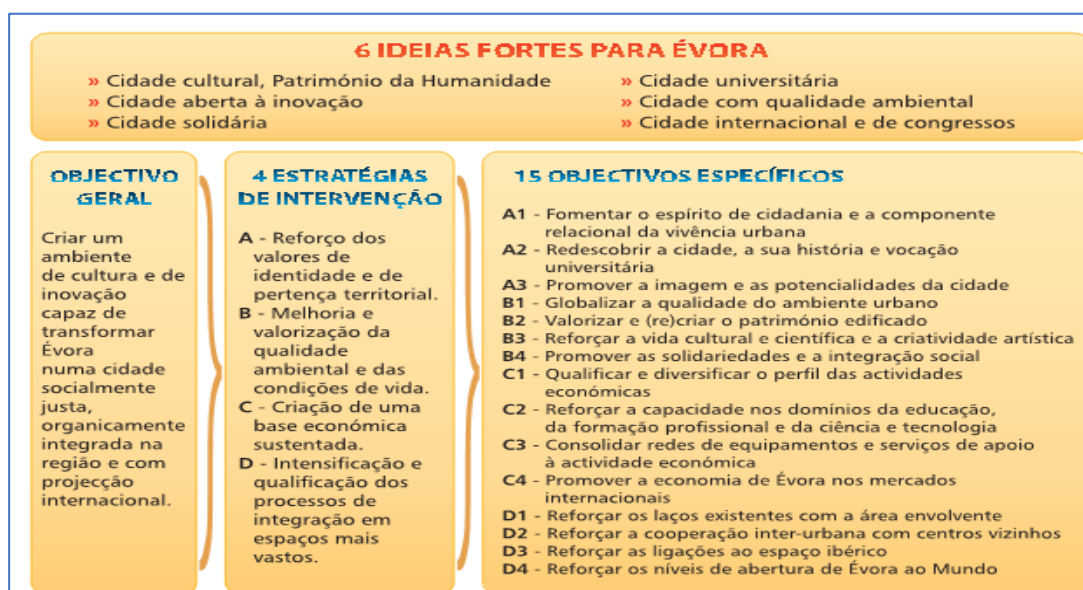 6 IDEIAS FORTES PARA ÉVORA
» Cidade cultural, Património da Humanidade
» Cidade aberta à inovação
» Cidade solidária
» Cidade universitária
» Cidade com qualidade ambiental
» Cidade internacional e de congressos
OBJECTIVO
GERAL
Criar um
ambiente
de cultura e de
inovação
capaz de
transformar
Évora
numa cidade
socialmente
justa,
organicamente
integrada na
região e com
projecção
internacional.
4 ESTRATÉGIAS
DE INTERVENÇÃO
A - Reforço dos
valores de
identidade e de
pertença territorial.
B - Melhoria e
valorização da
qualidade
ambiental e das
condições de vida.
C - Criação de uma
base económica
sustentada.
D - Intensificação e
qualificação dos
processos de
integração em
espaços mais
vastos.
15 OBJECTIVOS ESPECÍFICOS
A1 - Fomentar o espírito de cidadania e a componente
relacional da vivência urbana
A2 - Redescobrir a cidade, a sua história e vocação
universitária
A3 - Promover a imagem e as potencialidades da cidade
B1 - Globalizar a qualidade do ambiente urbano
B2 - Valorizar e (re)criar o património edificado
B3 - Reforçar a vida cultural e científica e a criatividade artística
B4 - Promover as solidariedades e a integração social
C1 - Qualificar e diversificar o perfil das actividades
económicas
C2 - Reforçar a capacidade nos domínios da educação,
da formação profissional e da ciência e tecnologia
C3 - Consolidar redes de equipamentos e serviços de apoio
à actividade económica
C4 - Promover a economia de Évora nos mercados
internacionais
D1 - Reforçar os laços existentes com a área envolvente
D2 - Reforçar a cooperação inter-urbana com centros vizinhos
D3 - Reforçar as ligações ao espaço ibérico
D4 - Reforçar os níveis de abertura de Évora ao Mundo